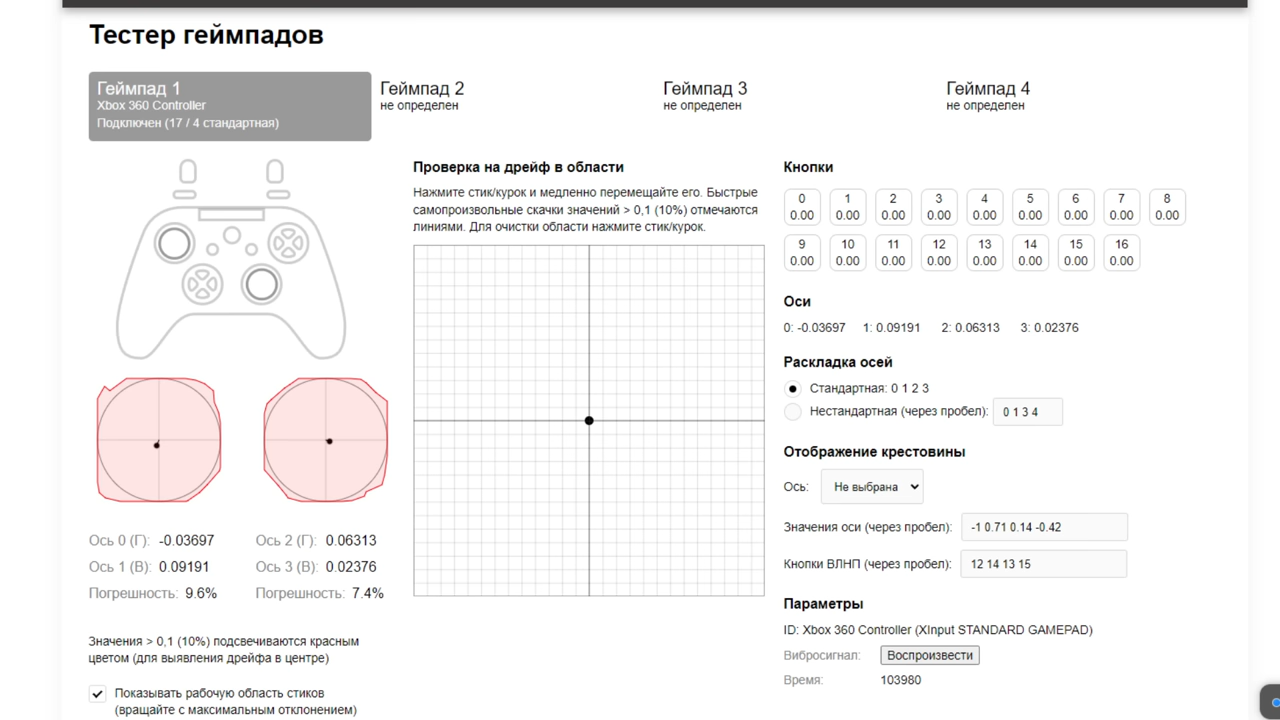 Тестер геймпадов
Геймпад 1
Xbox 360 Controller
Подключен (17 / 4 стандартная)
Геймпад 2
не определен
Геймпад 3
не определен
Геймпад 4
не определен
Проверка на дрейф в области
Нажмите стик/курок и медленно перемещайте его. Быстрые
самопроизвольные скачки значений > 0,1 (10%) отмечаются
линиями. Для очистки области нажмите стик/курок.
Кнопки
0 1 2 3 4 5 6 7 8
0.00 0.00 0.00 0.00 0.00 0.00 0.00 0.00 0.00
9 10 11 12 13 14 15 16
0.00 0.00 0.00 0.00 0.00 0.00 0.00 0.00
Оси
0: -0.03697 1: 0.09191 2: 0.06313 3: 0.02376
Раскладка осей
Стандартная: 0 1 2 3
Нестандартная (через пробел): 0 1 3 4
Отображение крестовины
Ось: Не выбрана
Значения оси (через пробел): -1 0.71 0.14 -0.42
Кнопки ВЛНП (через пробел): 12 14 13 15
Параметры
ID: Xbox 360 Controller (XInput STANDARD GAMEPAD)
Вибросигнал: Воспроизвести
Время: 103980
Ось 0 (Г): -0.03697 Ось 2 (Г): 0.06313
Ось 1 (В): 0.09191 Ось 3 (В): 0.02376
Погрешность: 9.6% Погрешность: 7.4%
Значения > 0,1 (10%) подсвечиваются красным
цветом (для выявления дрейфа в центре)
Показывать рабочую область стиков
(вращайте с максимальным отклонением)